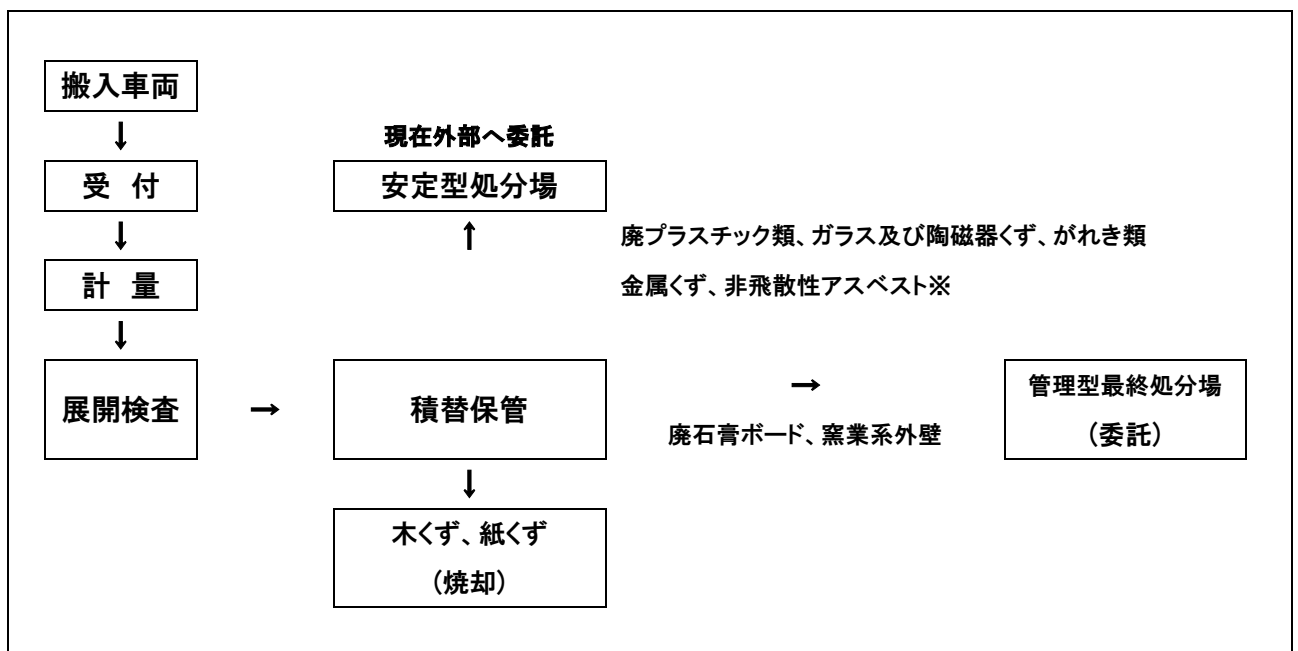 搬入車両
↓
現在外部へ委託
受　付
安定型処分場
↓
↑
廃プラスチック類、ガラス及び陶磁器くず、がれき類
計　量
金属くず、非飛散性アスベスト※
↓
展開検査
→
積替保管
→
管理型最終処分場
廃石膏ボード、窯業系外壁
（委託）
↓
木くず、紙くず
（焼却）